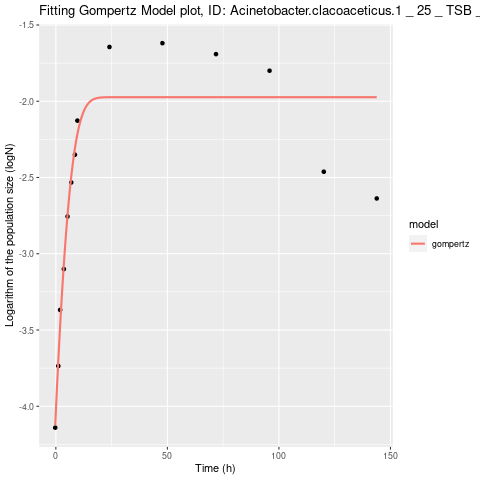 Fitting Gompertz Model plot, ID: Acinetobacter.clacoaceticus.1 _ 25 _ TSB _
-1.5
-2.0
-2.5
-3.0
-3.5
-4.0
Logarithm of the population size (logN)
0
50
100
150
Time (h)
model
gompertz